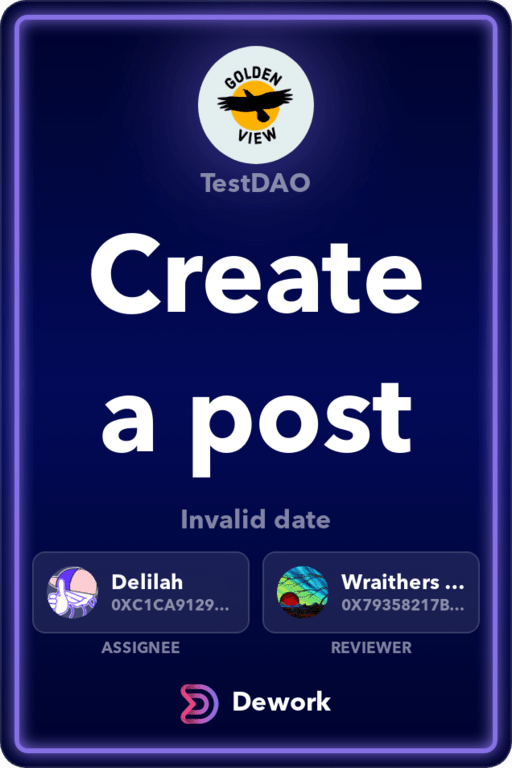 GOLDEN
VIEW
TestDAO
Create
a post
Invalid date
Delilah
0XC1CA9129...
ASSIGNEE
Wraithers ...
0X79358217B...
REVIEWER
Dework